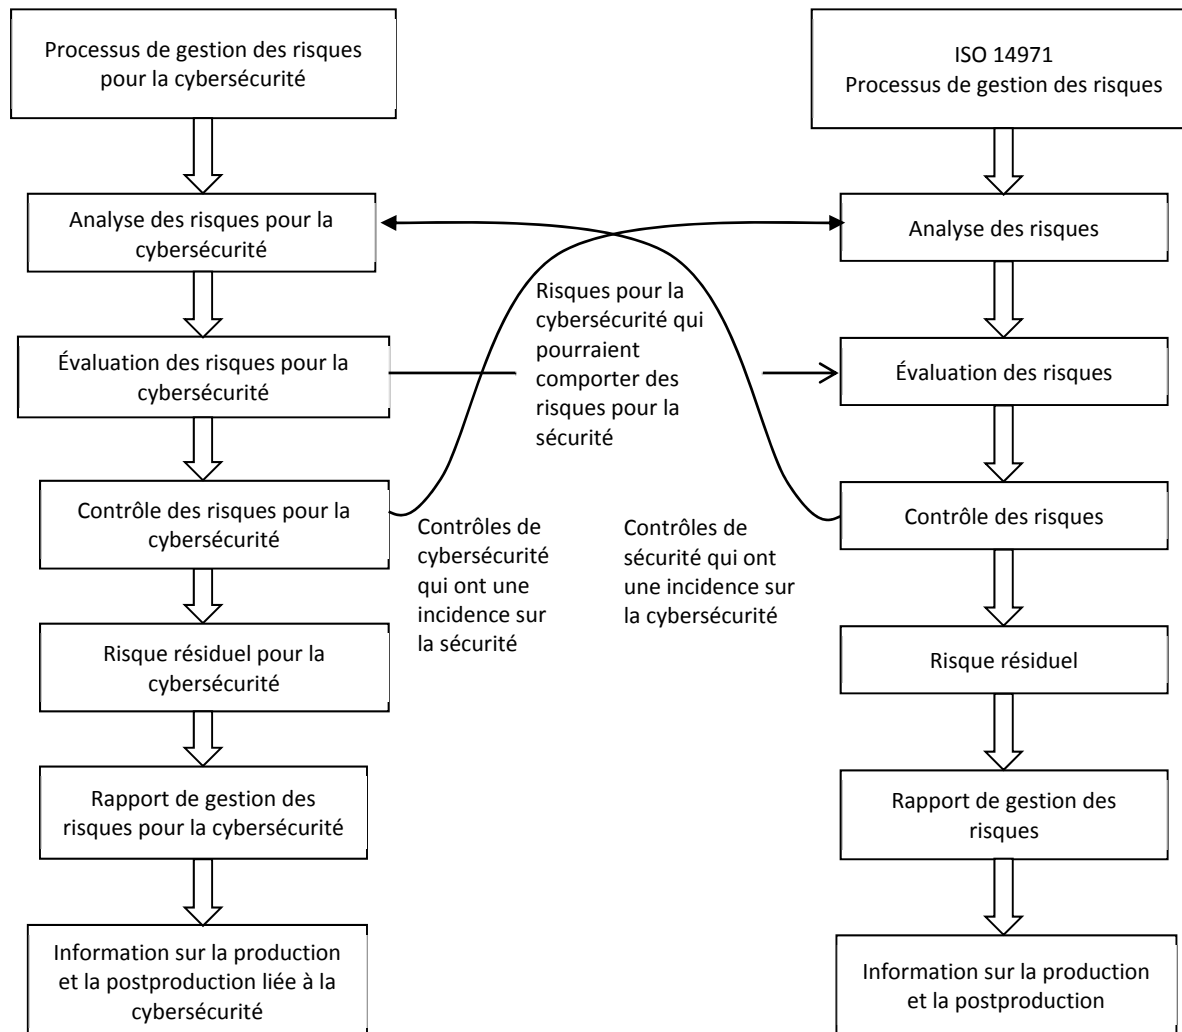 Processus de gestion des risques
pour la cybersécurité
ISO 14971
Processus de gestion des risques
Analyse des risques pour la
cybersécurité
Analyse des risques
Risques pour la
cybersécurité qui
pourraient
comporter des
risques pour la
sécurité
Évaluation des risques pour la
cybersécurité
Évaluation des risques
Contrôle des risques pour la
cybersécurité
Contrôles de
cybersécurité
qui ont une
incidence sur
la sécurité
Contrôles de
sécurité qui ont
une incidence sur
la cybersécurité
Contrôle des risques
Risque résiduel pour la
cybersécurité
Risque résiduel
Rapport de gestion des
risques pour la cybersécurité
Rapport de gestion des
risques
Information sur la production
et la postproduction liée à la
cybersécurité
Information sur la production
et la postproduction